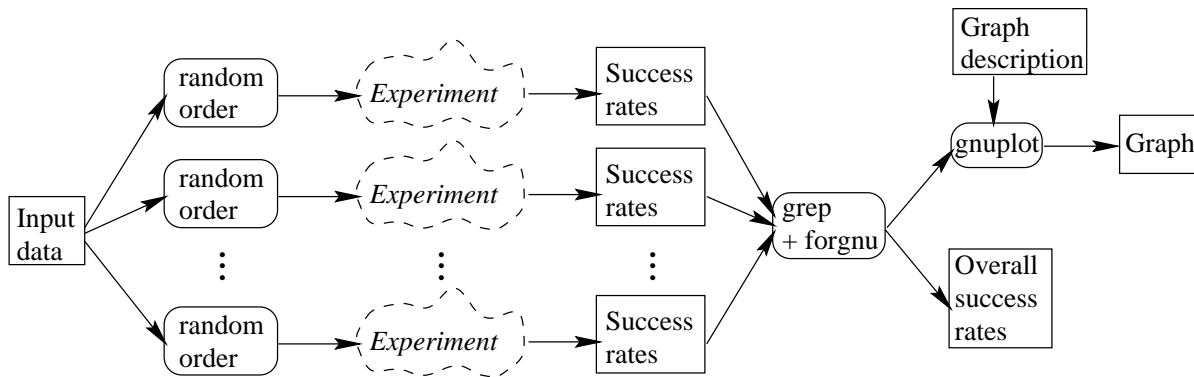 Graph
description
random
order
Experiment
Success
rates
gnuplot
Graph
random
order
Experiment
Success
rates
Input
data
grep
+ forgnu
Overall
success
rates
random
order
Experiment
Success
rates